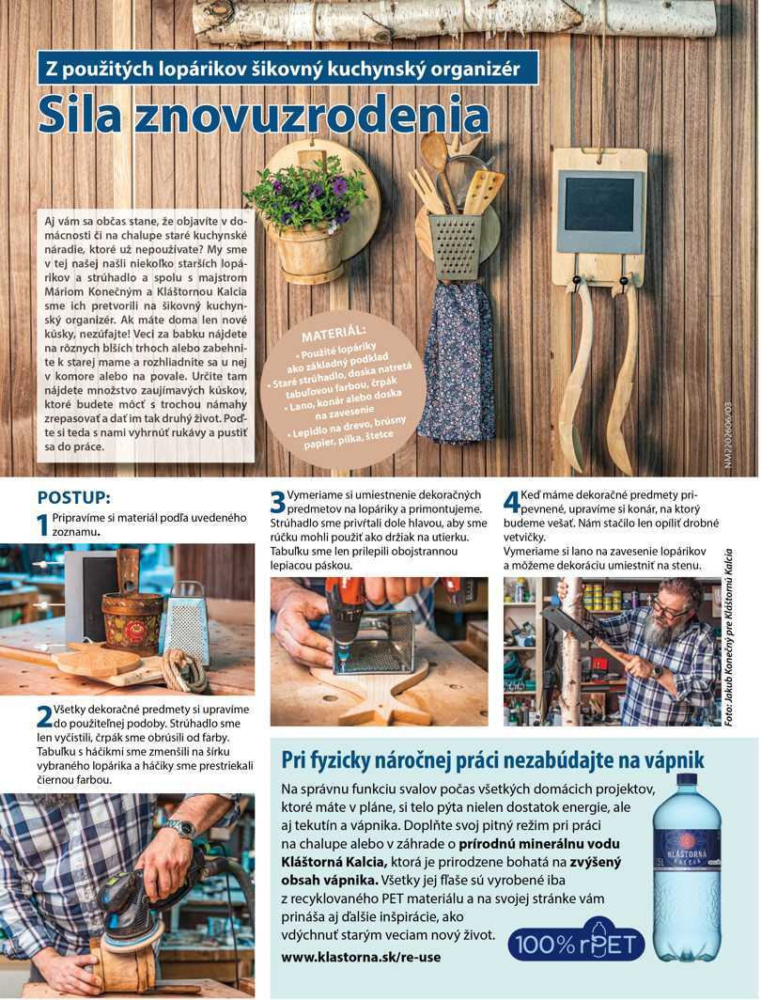 Z použitých lopárikov šikovný kuchynský organizér
Sila znovuzrodenia
Aj vám sa občas stane, že objavíte v do-
mácnosti či na chalupe staré kuchynské
náradie, ktoré už nepoužívate? My sme
v tej našej našli niekoľko starších lopá-
rikov a strúhadlo a spolu s majstrom
Máriom Konečným a Kláštornou Kalcia
sme ich pretvorili na šikovný kuchyn-
ský organizér. Ak máte doma len nové
kúsky, nezúfajte! Veci za babku nájdete
na rôznych blších trhoch alebo zabehni-
te k starej mame a rozhliadnite sa u nej
v komore alebo na povale. Určite tam
nájdete množstvo zaujímavých kúskov,
ktoré budete môcť s trochou námahy
zrepasovať a dať im tak druhý život. Poď-
te si teda s nami vyhrnúť rukávy a pustiť
sa do práce.
MATERIÁL:
• Použité lopáriky
ako základný podklad
• Staré strúhadlo, doska natretá
tabuľovou farbou, črpák
• Lano, konár alebo doska
na zavesenie
• Lepidlo na drevo, brúsny
papier, pílka, štetce
NM2202606/03
POSTUP:
1 Pripravíme si materiál podľa uvedeného
zoznamu.
2 Všetky dekoračné predmety si upravíme
do použiteľnej podoby. Strúhadlo sme
len vyčistili, črpák sme obrúsili od farby.
Tabuľku s háčikmi sme zmenšili na šírku
vybraného lopárika a háčiky sme prestriekali
čiernou farbou.
3 Vymeriame si umiestnenie dekoračných
predmetov na lopáriky a primontujeme.
Strúhadlo sme privŕtali dole hlavou, aby sme
rúčku mohli použiť ako držiak na utierku.
Tabuľku sme len prilepili obojstrannou
lepiacou páskou.
4 Keď máme dekoračné predmety pri-
pevnené, upravíme si konár, na ktorý
budeme vešať. Nám stačilo len opíliť drobné
vetvičky.
Vymeriame si lano na zavesenie lopárikov
a môžeme dekoráciu umiestniť na stenu.
Foto: Jakub Konečný pre Kláštornú Kalcia
Pri fyzicky náročnej práci nezabúdajte na vápnik
Na správnu funkciu svalov počas všetkých domácich projektov,
ktoré máte v pláne, si telo pýta nielen dostatok energie, ale
aj tekutín a vápnika. Doplňte svoj pitný režim pri práci
na chalupe alebo v záhrade o prírodnú minerálnu vodu
Kláštorná Kalcia, ktorá je prirodzene bohatá na zvýšený
obsah vápnika. Všetky jej fľaše sú vyrobené iba
z recyklovaného PET materiálu a na svojej stránke vám
prináša aj ďalšie inšpirácie, ako
vdýchnuť starým veciam nový život.
www.klastorna.sk/re-use
100% rPET
KLÁŠTORNÁ
KALCIA